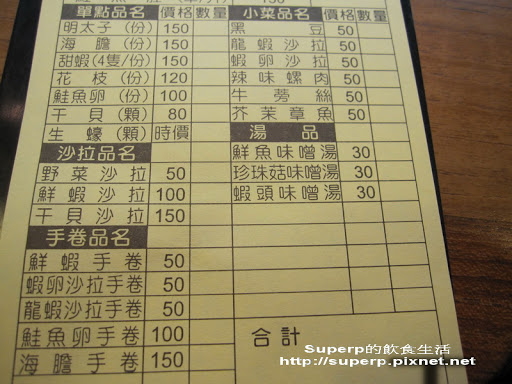 150
單點品名 價格 數量
明太子(份) 150
海膽(份) 150
甜蝦(4隻/份) 150
花枝(份) 120
鮭魚卵(份) 100
干貝(顆) 80
生蠔(顆) 時價
沙拉品名
野菜沙拉 50
鮮蝦沙拉 100
干貝沙拉 150
手卷品名
鮮蝦手卷 50
蝦卵沙拉手卷 50
龍蝦沙拉手卷 50
鮭魚卵手卷 100
海膽手卷 150
小菜品名 價格 數量
黑豆 50
龍蝦沙拉 50
蝦卵沙拉 50
辣味螺肉 50
牛蒡絲 50
芥茉章魚 50
湯品
鮮魚味噌湯 30
珍珠菇味噌湯 30
蝦頭味噌湯 30
合計
Superp的飲食生活
http://superp.pixnet.net